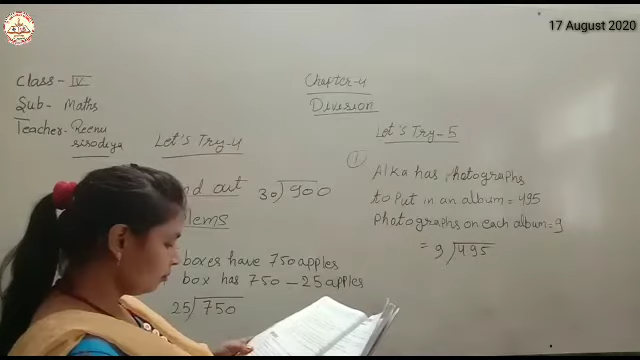 17 August 2020
Class - IV
Sub - Maths
Teacher - Reenu
sisodiya
Chapter-4
Division
Let's Try-4
nd out
30)900
lems
boxes have 750 apples
box has 750 - 25 apples
25)750
Let's Try-5
① Alka has photographs
to put in an album = 495
photographs on each album = 9
= 9)495